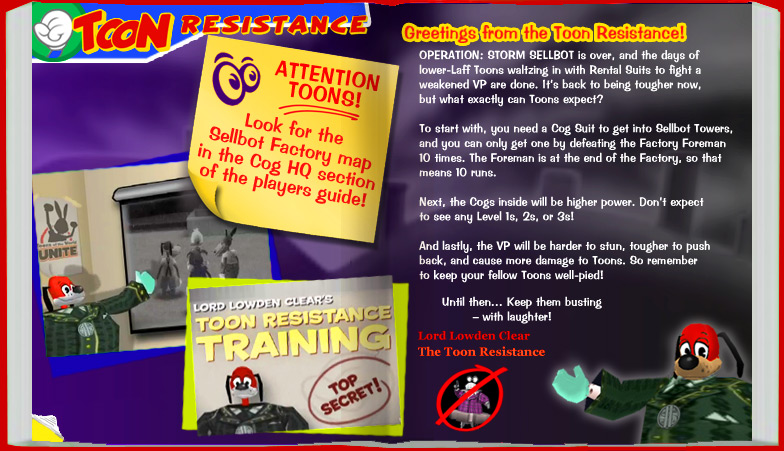 TOON RESISTANCE
ATTENTION
TOONS!
Look for the
Sellbot Factory map
in the Cog HQ section
of the players guide!
UNITE
LORD LOWDEN CLEAR'S
TOON RESISTANCE
TRAINING
TOP
SECRET!
Greetings from the Toon Resistance!
OPERATION: STORM SELLBOT is over, and the days of
lower-Laff Toons waltzing in with Rental Suits to fight a
weakened VP are done. It's back to being tougher now,
but what exactly can Toons expect?
To start with, you need a Cog Suit to get into Sellbot Towers,
and you can only get one by defeating the Factory Foreman
10 times. The Foreman is at the end of the Factory, so that
means 10 runs.
Next, the Cogs inside will be higher power. Don't expect
to see any Level 1s, 2s, or 3s!
And lastly, the VP will be harder to stun, tougher to push
back, and cause more damage to Toons. So remember
to keep your fellow Toons well-pied!
Until then... Keep them busting
– with laughter!
Lord Lowden Clear
The Toon Resistance